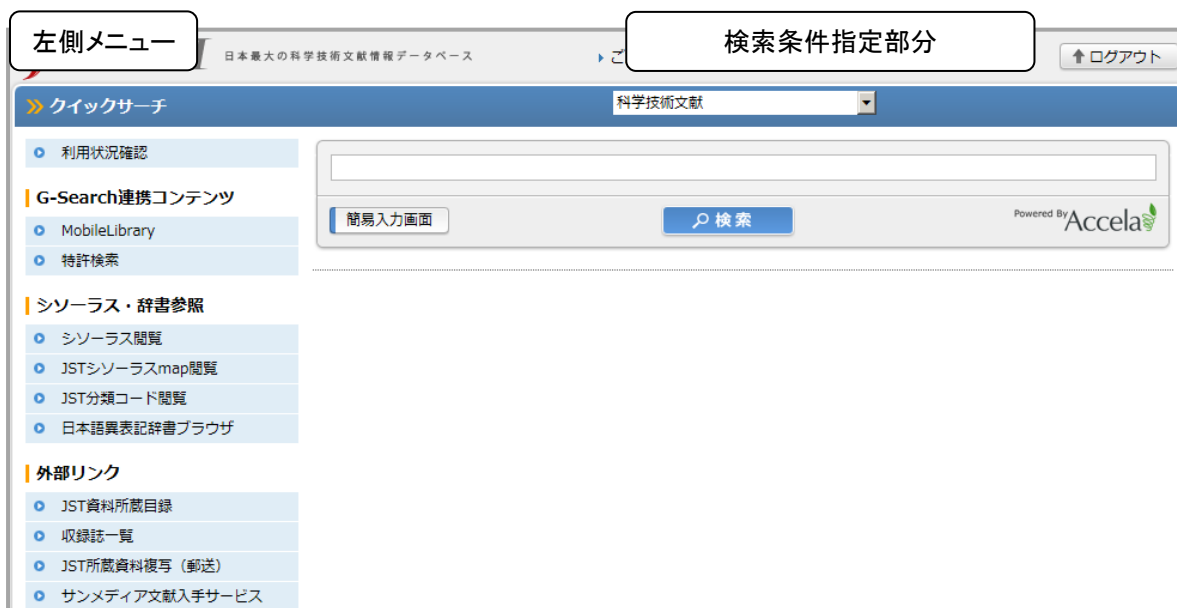 左側メニュー
検索条件指定部分
日本最大の科学技術文献情報データベース
ご
ログアウト
クイックサーチ
科学技術文献
利用状況確認
G-Search連携コンテンツ
MobileLibrary
特許検索
シソーラス・辞書参照
シソーラス閲覧
JSTシソーラスmap閲覧
JST分類コード閲覧
日本語異表記辞書ブラウザ
外部リンク
JST資料所蔵目録
収録誌一覧
JST所蔵資料複写（郵送）
サンメディア文献入手サービス
簡易入力画面
検索
Powered By Accela